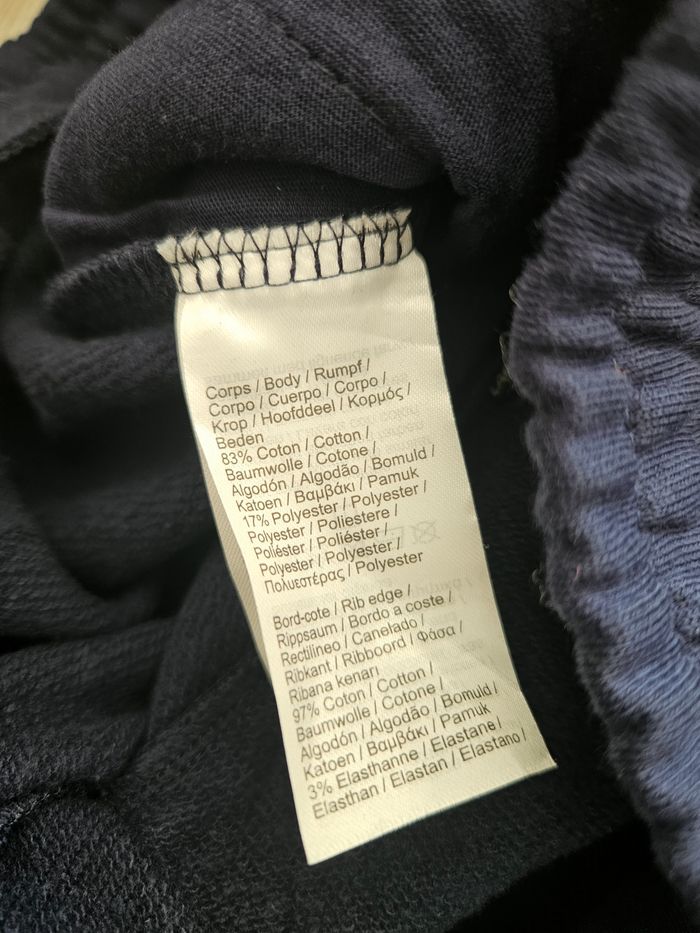 Corps / Body / Rumpf /
Corpo / Cuerpo / Corpo /
Krop / Hoofddeel / Κορμός /
Beden
83% Coton / Cotton /
Baumwolle / Cotone /
Algodón / Algodão / Bomuld /
Katoen / Βαμβάκι / Pamuk
17% Polyester / Polyester /
Polyester / Poliestere /
Poliéster / Poliéster /
Polyester / Polyester /
Πολυεστέρας / Polyester
Bord-cote / Rib edge /
Rippsaum / Bordo a coste /
Rectilineo / Canelado /
Ribkant / Ribboord / Φάσα /
Ribana kenarı
97% Coton / Cotton /
Baumwolle / Cotone /
Algodón / Algodão / Bomuld /
Katoen / Βαμβάκι / Pamuk
3% Elasthanne / Elastane /
Elasthan / Elastan / Elastano /